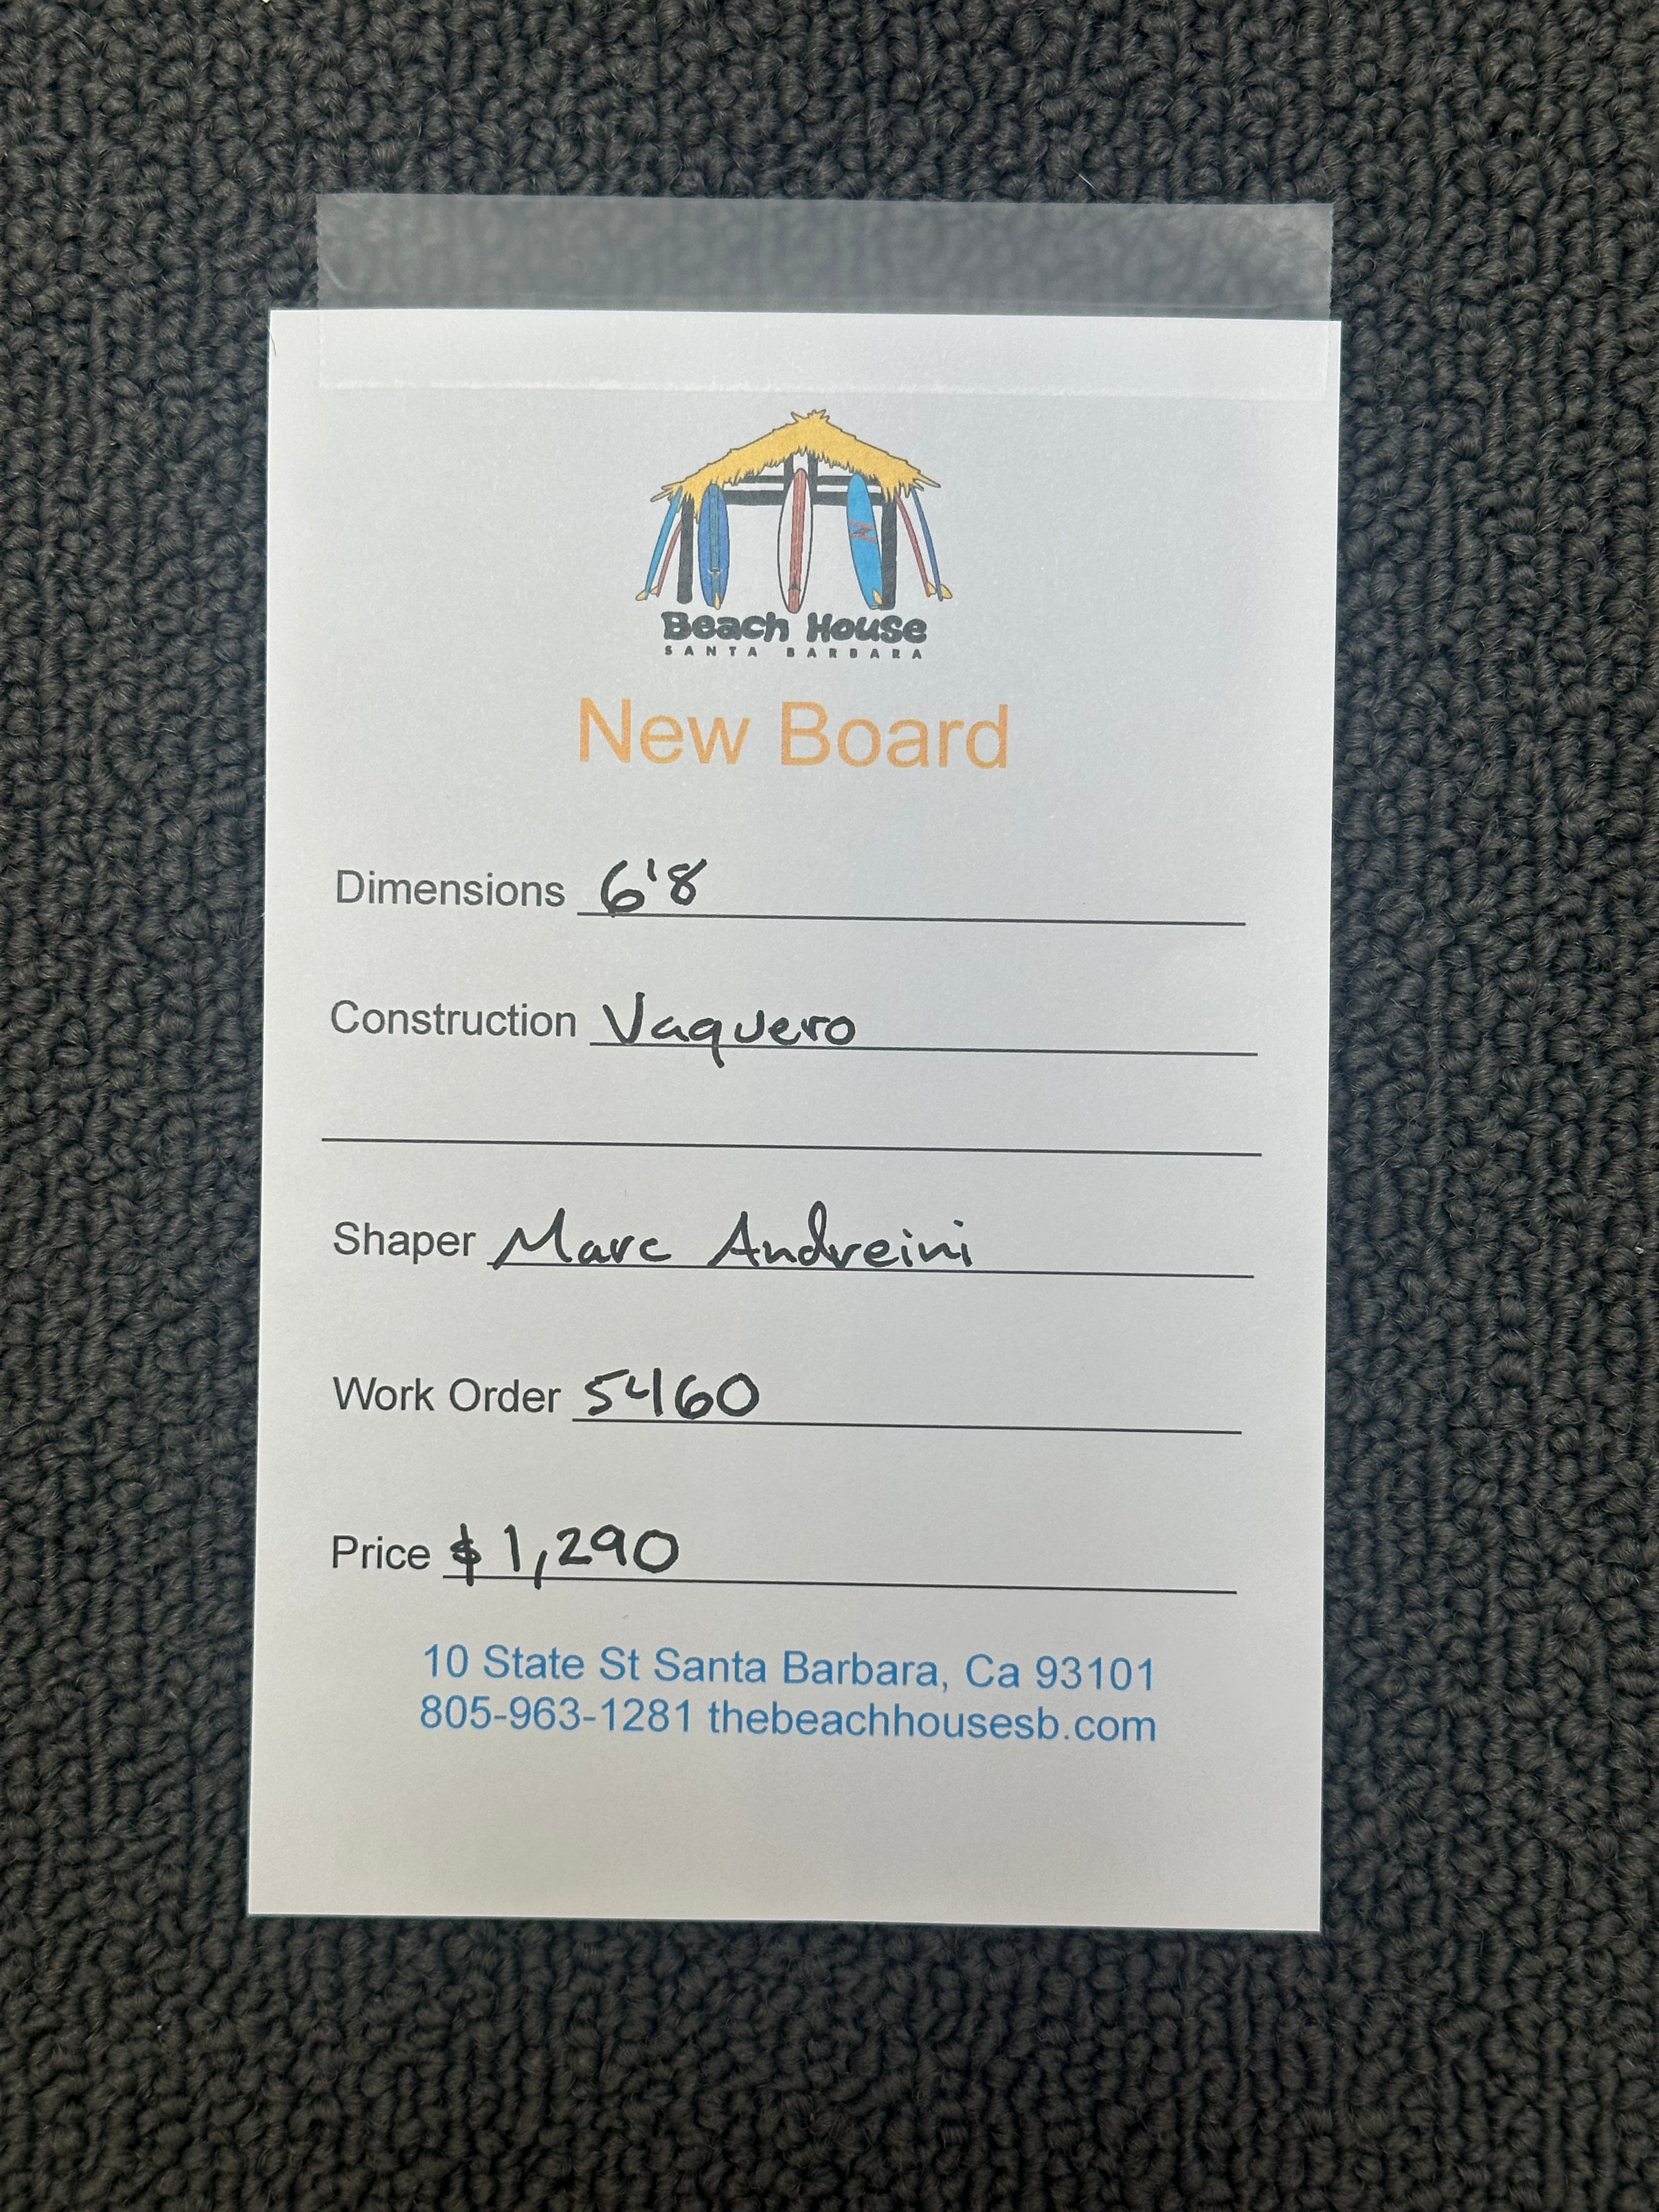 Beach House
SANTA BARBARA
New Board
Dimensions 6'8
Construction Vaquero
Shaper Marc Andreini
Work Order 5460
Price $1,290
10 State St Santa Barbara, Ca 93101
805-963-1281 thebeachhousesb.com